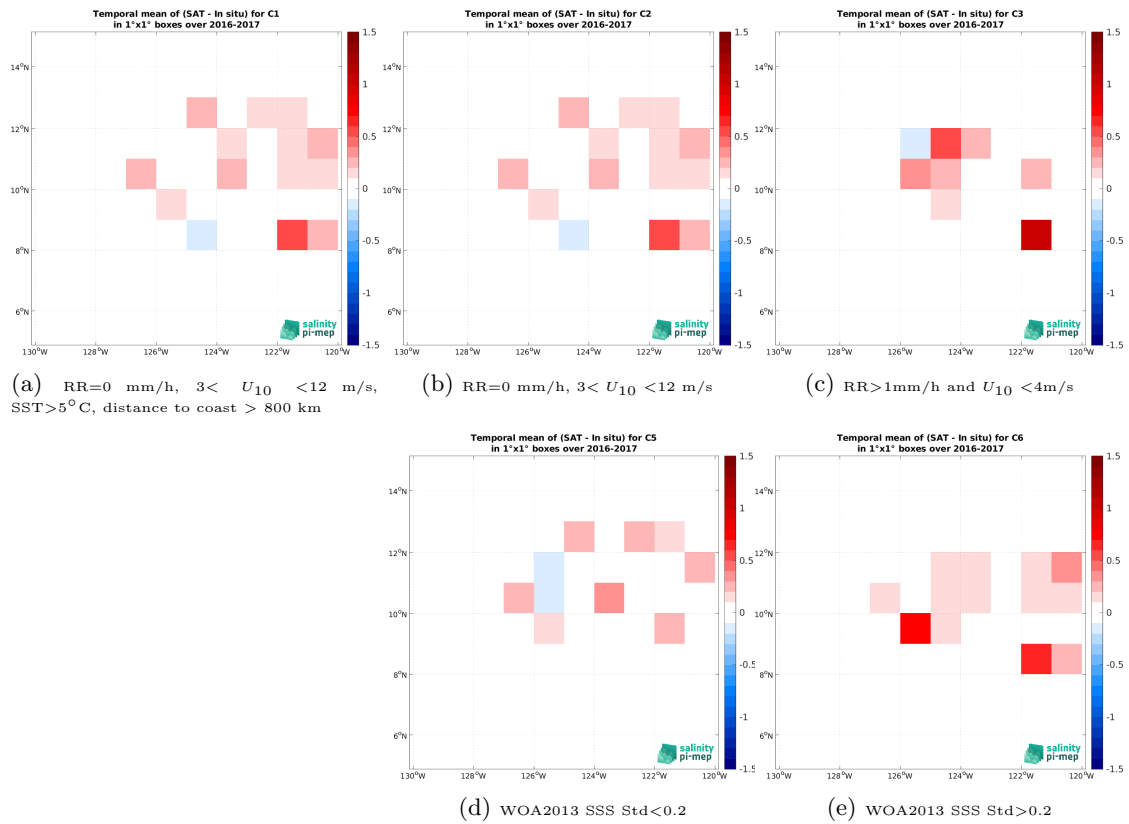 Temporal mean of (SAT - In situ) for C1
in 1°x1° boxes over 2016-2017
14°N
12°N
10°N
8°N
6°N
130°W 128°W 126°W 124°W 122°W 120°W
1.5
1
0.5
0
-0.5
-1
-1.5
salinity
pi-mep
(a) RR=0 mm/h, 3< U10 <12 m/s,
SST>5°C, distance to coast > 800 km
Temporal mean of (SAT - In situ) for C2
in 1°x1° boxes over 2016-2017
14°N
12°N
10°N
8°N
6°N
130°W 128°W 126°W 124°W 122°W 120°W
1.5
1
0.5
0
-0.5
-1
-1.5
salinity
pi-mep
(b) RR=0 mm/h, 3< U10 <12 m/s
Temporal mean of (SAT - In situ) for C3
in 1°x1° boxes over 2016-2017
14°N
12°N
10°N
8°N
6°N
130°W 128°W 126°W 124°W 122°W 120°W
1.5
1
0.5
0
-0.5
-1
-1.5
salinity
pi-mep
(c) RR>1mm/h and U10 <4m/s
Temporal mean of (SAT - In situ) for C5
in 1°x1° boxes over 2016-2017
14°N
12°N
10°N
8°N
6°N
130°W 128°W 126°W 124°W 122°W 120°W
1.5
1
0.5
0
-0.5
-1
-1.5
salinity
pi-mep
(d) WOA2013 SSS Std<0.2
Temporal mean of (SAT - In situ) for C6
in 1°x1° boxes over 2016-2017
14°N
12°N
10°N
8°N
6°N
130°W 128°W 126°W 124°W 122°W 120°W
1.5
1
0.5
0
-0.5
-1
-1.5
salinity
pi-mep
(e) WOA2013 SSS Std>0.2